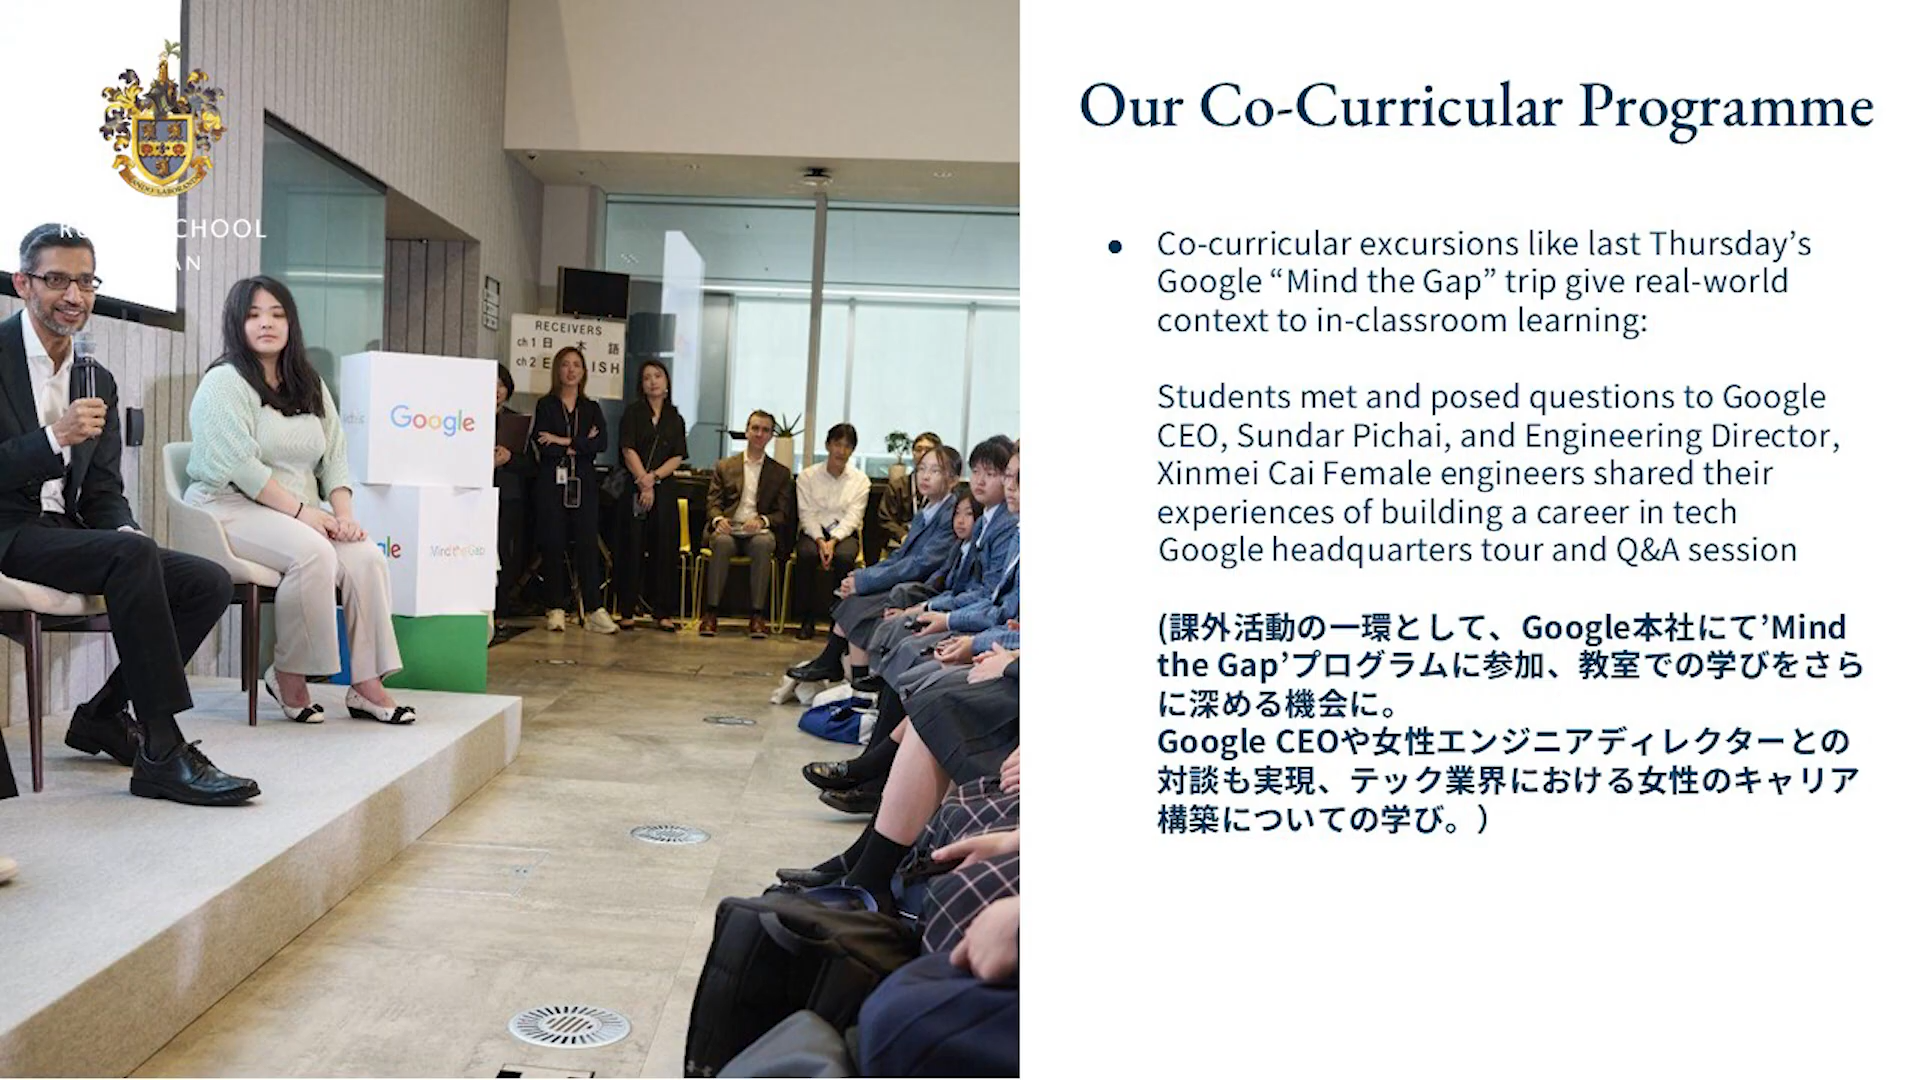 CHOOL
AN
RECEIVERS
ch 1 日 本 語
ch 2
Google
Mind the Gap
Our Co-Curricular Programme
● Co-curricular excursions like last Thursday’s
Google “Mind the Gap” trip give real-world
context to in-classroom learning:
Students met and posed questions to Google
CEO, Sundar Pichai, and Engineering Director,
Xinmei Cai Female engineers shared their
experiences of building a career in tech
Google headquarters tour and Q&A session
(課外活動の一環として、Google本社にて’Mind
the Gap’プログラムに参加、教室での学びをさら
に深める機会に。
Google CEOや女性エンジニアディレクターとの
対談も実現、テック業界における女性のキャリア
構築についての学び。）